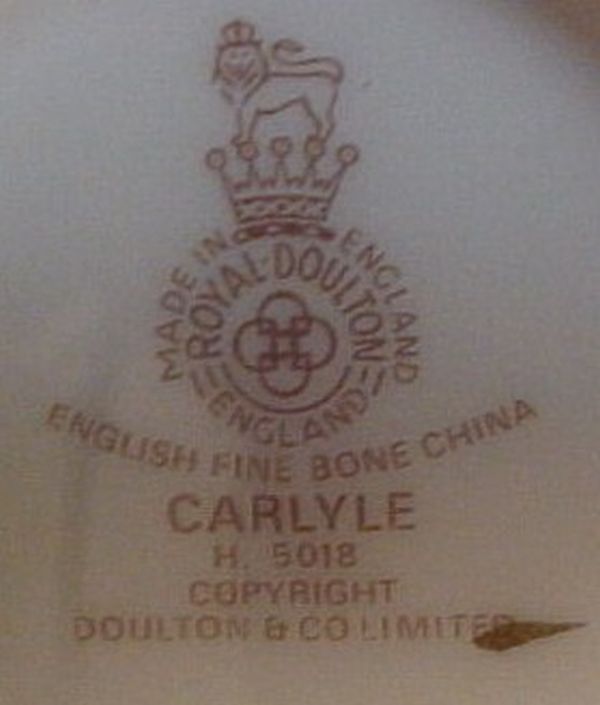 MADE IN ENGLAND
ROYAL·DOULTON
ENGLAND
ENGLISH FINE BONE CHINA
CARLYLE
H. 5018
COPYRIGHT
DOULTON & CO LIMITED